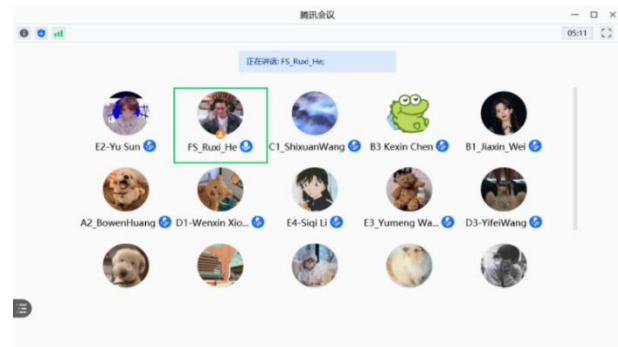 腾讯会议
05:11
正在讲话: FS_Ruxi_He;
E2-Yu Sun FS_Ruxi_He C1_ShixuanWang B3 Kexin Chen B1_Jiaxin_Wei
A2_BowenHuang D1-Wenxin Xio... E4-Siqi Li E3_Yumeng Wa... D3-YifeiWang